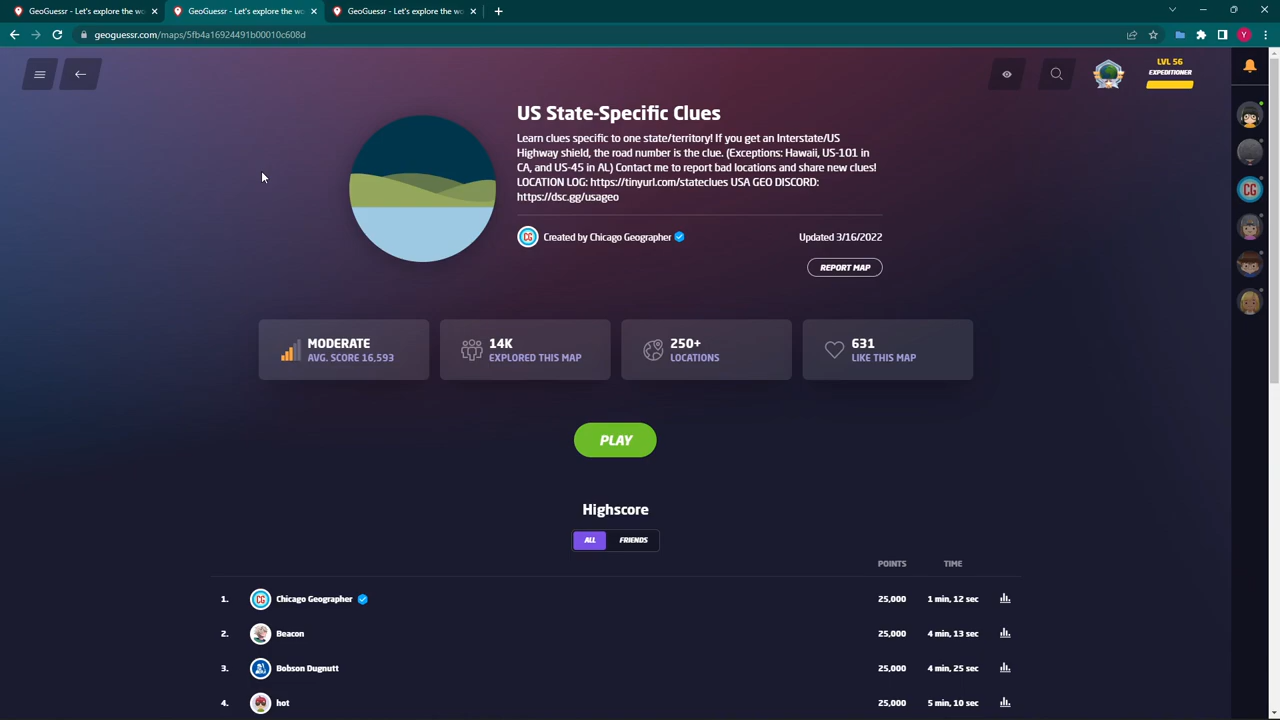 GeoGuessr - Let's explore the wo
GeoGuessr - Let's explore the wo
GeoGuessr - Let's explore the wo
geoguessr.com/maps/5fb4a16924491b00010c608d
Y
LVL 56
EXPEDITIONER
US State-Specific Clues
Learn clues specific to one state/territory! If you get an Interstate/US
Highway shield, the road number is the clue. (Exceptions: Hawaii, US-101 in
CA, and US-45 in AL) Contact me to report bad locations and share new clues!
LOCATION LOG: https://tinyurl.com/stateclues USA GEO DISCORD:
https://dsc.gg/usageo
CG Created by Chicago Geographer Updated 3/16/2022
REPORT MAP
CG
MODERATE
AVG. SCORE 16,593
14K
EXPLORED THIS MAP
250+
LOCATIONS
631
LIKE THIS MAP
PLAY
Highscore
ALL FRIENDS
POINTS TIME
1. CG Chicago Geographer 25,000 1 min, 12 sec
2. Beacon 25,000 4 min, 13 sec
3. Bobson Dugnutt 25,000 4 min, 25 sec
4. hot 25,000 5 min, 10 sec